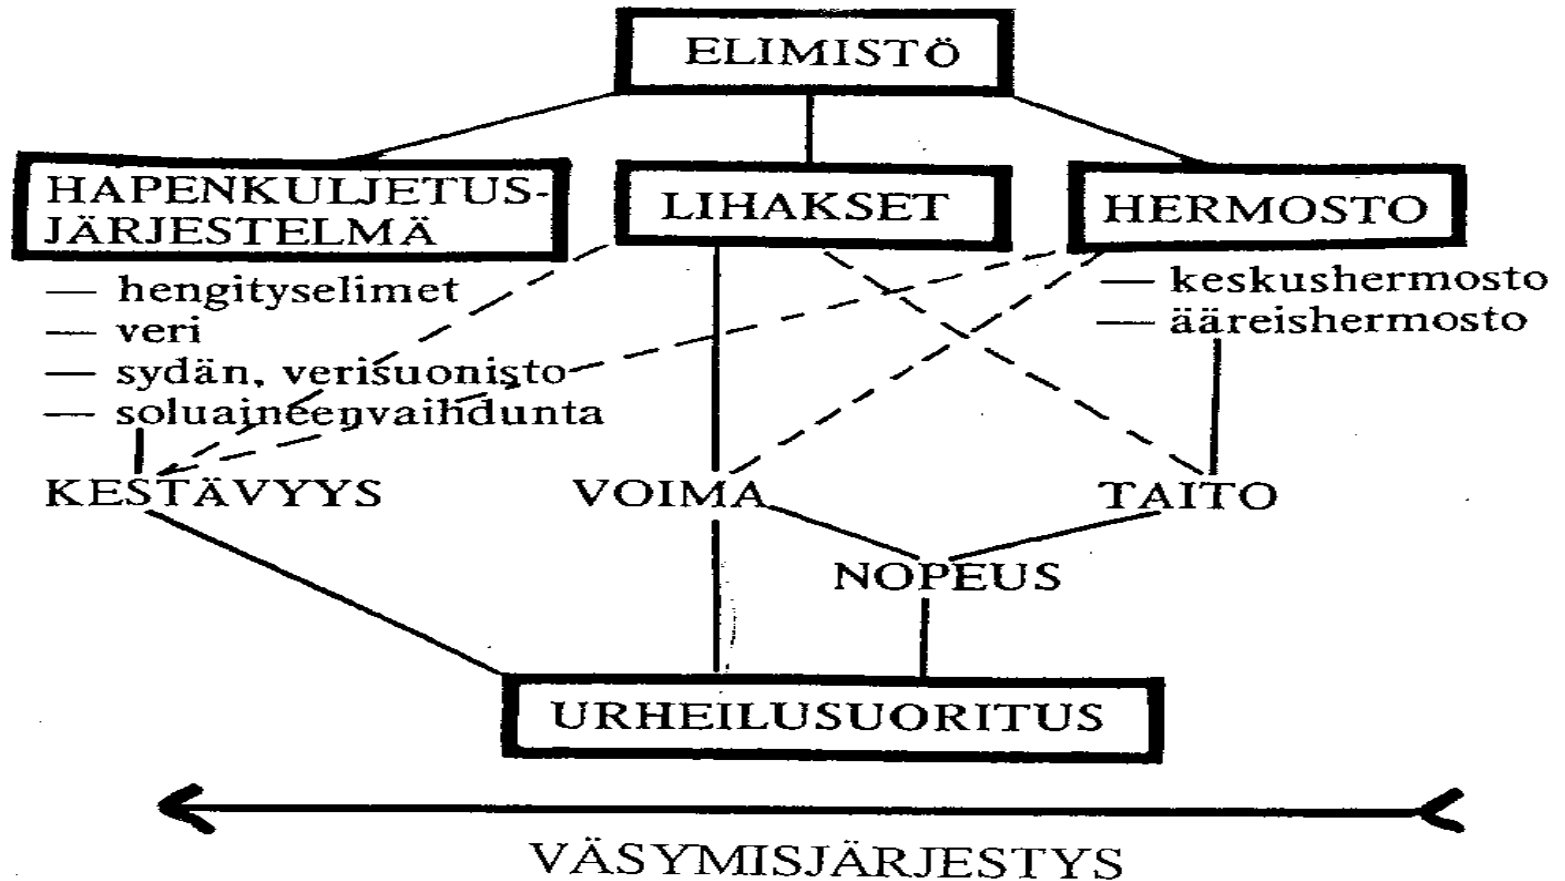 ELIMISTÖ
HAPENKULJETUS-
JÄRJESTELMÄ
LIHAKSET
HERMOSTO
— hengityselimet
— veri
— sydän, verisuonisto
— soluaineenvaihdunta
— keskushermosto
— ääreishermosto
KESTÄVYYS
VOIMA
TAITO
NOPEUS
URHEILUSUORITUS
VÄSYMISJÄRJESTYS